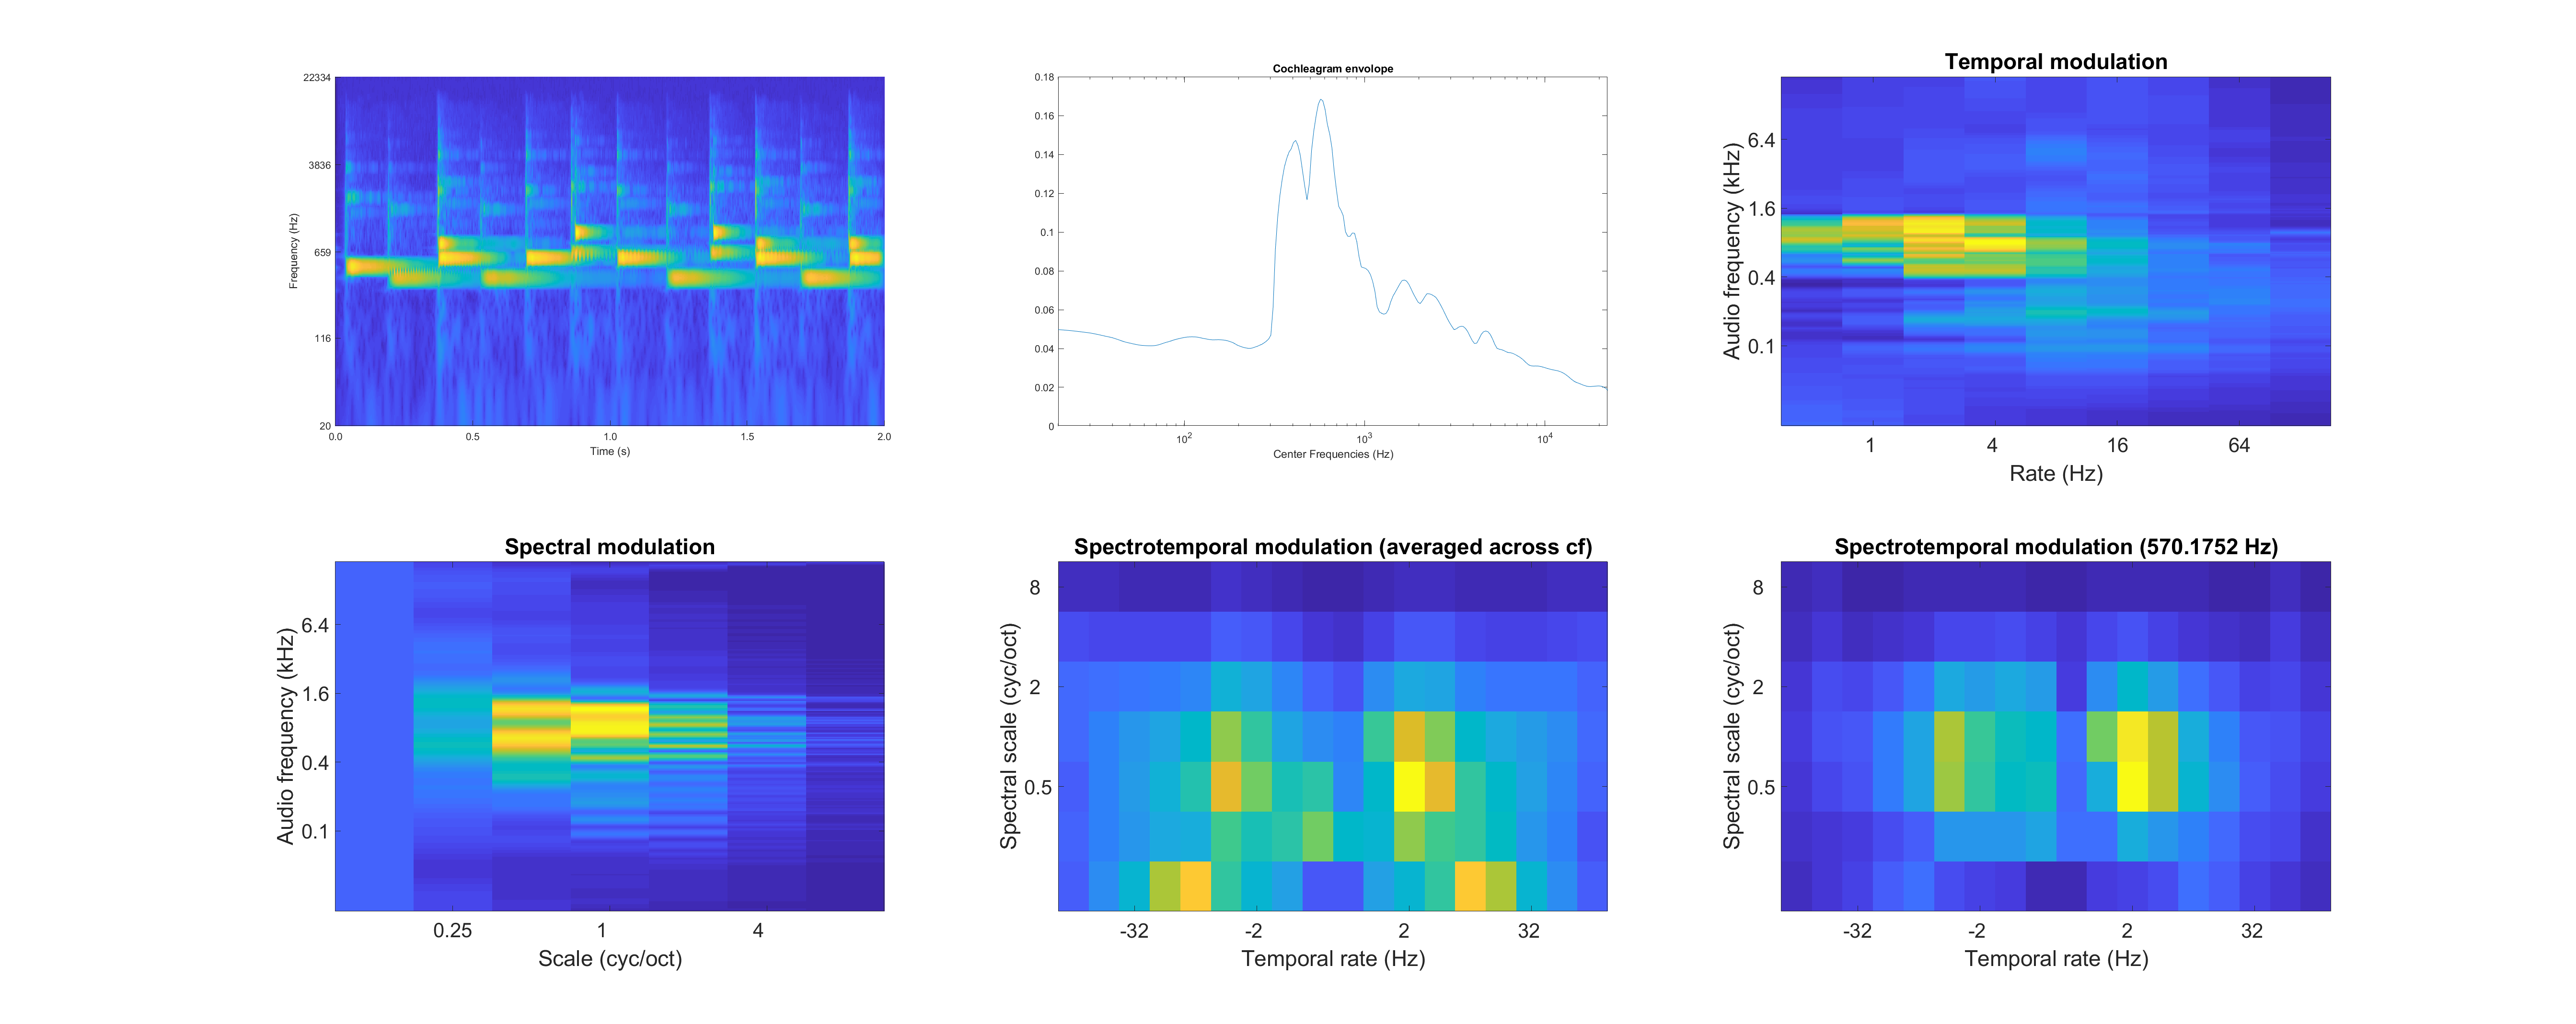 22334
3836
659
116
20
Frequency (Hz)
0.0 0.5 1.0 1.5 2.0
Time (s)
Cochleagram envolope
0.18
0.16
0.14
0.12
0.1
0.08
0.06
0.04
0.02
0
10^2 10^3 10^4
Center Frequencies (Hz)
Temporal modulation
Audio frequency (kHz)
6.4
1.6
0.4
0.1
1 4 16 64
Rate (Hz)
Spectral modulation
Audio frequency (kHz)
6.4
1.6
0.4
0.1
0.25 1 4
Scale (cyc/oct)
Spectrotemporal modulation (averaged across cf)
Spectral scale (cyc/oct)
8
2
0.5
-32 -2 2 32
Temporal rate (Hz)
Spectrotemporal modulation (570.1752 Hz)
Spectral scale (cyc/oct)
8
2
0.5
-32 -2 2 32
Temporal rate (Hz)